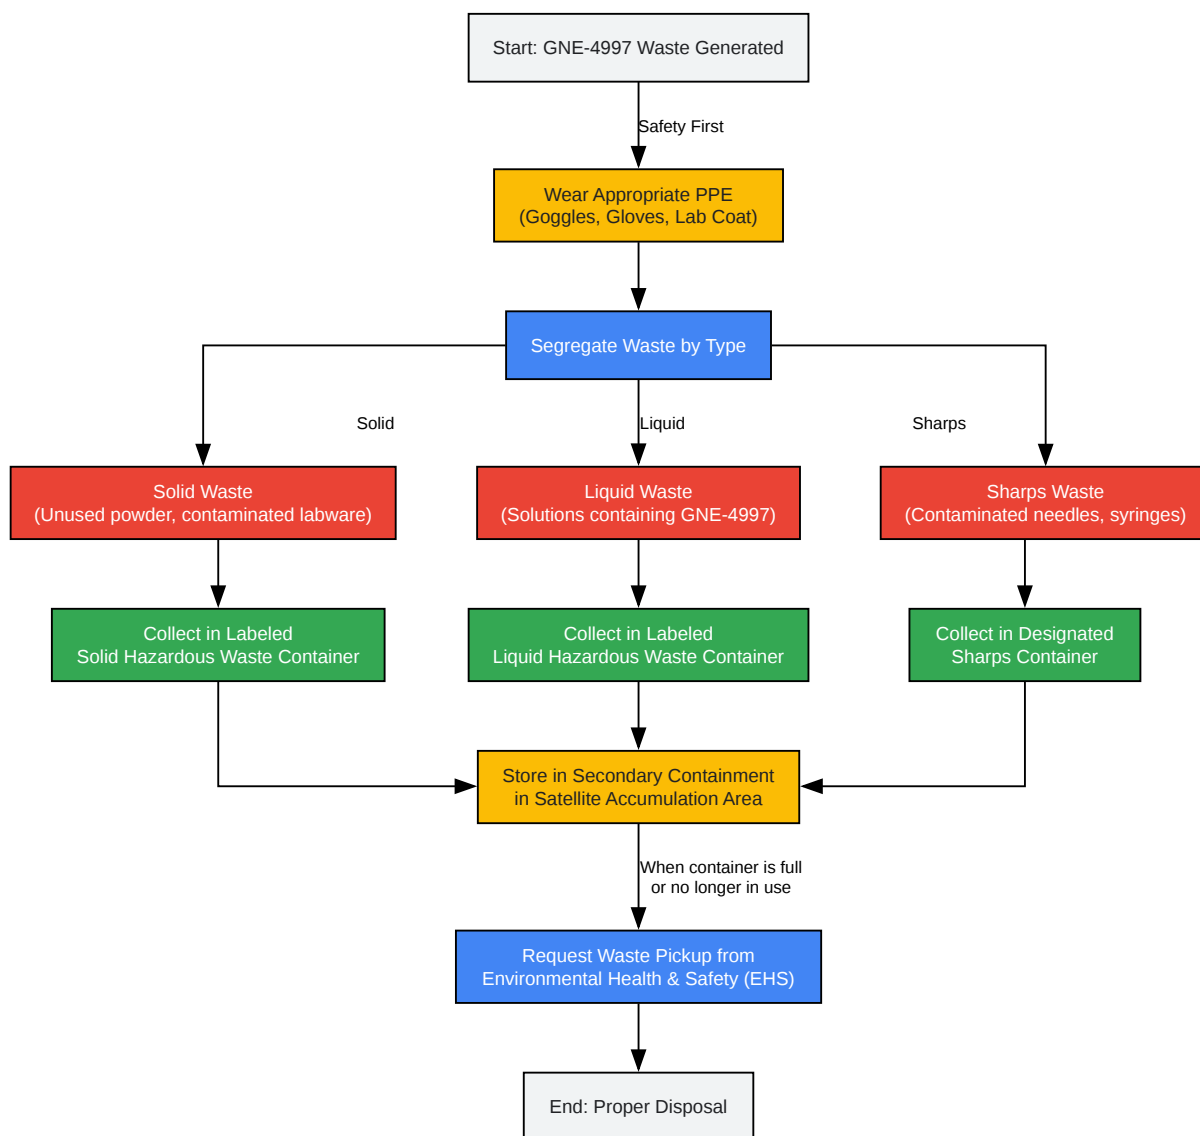 Start: GNE-4997 Waste Generated
Safety First
Wear Appropriate PPE
(Goggles, Gloves, Lab Coat)
Segregate Waste by Type
Solid
Liquid
Sharps
Solid Waste
(Unused powder, contaminated labware)
Liquid Waste
(Solutions containing GNE-4997)
Sharps Waste
(Contaminated needles, syringes)
Collect in Labeled
Solid Hazardous Waste Container
Collect in Labeled
Liquid Hazardous Waste Container
Collect in Designated
Sharps Container
Store in Secondary Containment
in Satellite Accumulation Area
When container is full
or no longer in use
Request Waste Pickup from
Environmental Health & Safety (EHS)
End: Proper Disposal